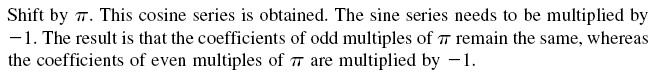 Shift by π. This cosine series is obtained. The sine series needs to be multiplied by
−1. The result is that the coefficients of odd multiples of π remain the same, whereas
the coefficients of even multiples of π are multiplied by −1.